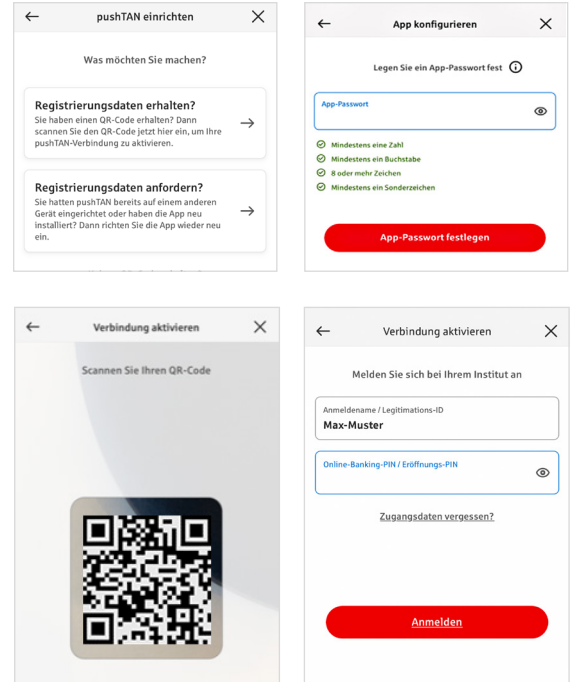 pushTAN einrichten
Was möchten Sie machen?
Registrierungsdaten erhalten?
Sie haben einen QR-Code erhalten? Dann
scannen Sie den QR-Code jetzt hier ein, um Ihre
pushTAN-Verbindung zu aktivieren.
Registrierungsdaten anfordern?
Sie hatten pushTAN bereits auf einem anderen
Gerät eingerichtet oder haben die App neu
installiert? Dann richten Sie die App wieder neu
ein.
App konfigurieren
Legen Sie ein App-Passwort fest
App-Passwort
Mindestens eine Zahl
Mindestens ein Buchstabe
8 oder mehr Zeichen
Mindestens ein Sonderzeichen
App-Passwort festlegen
Verbindung aktivieren
Scannen Sie Ihren QR-Code
Verbindung aktivieren
Melden Sie sich bei Ihrem Institut an
Anmeldename / Legitimations-ID
Max-Muster
Online-Banking-PIN / Eröffnungs-PIN
Zugangsdaten vergessen?
Anmelden